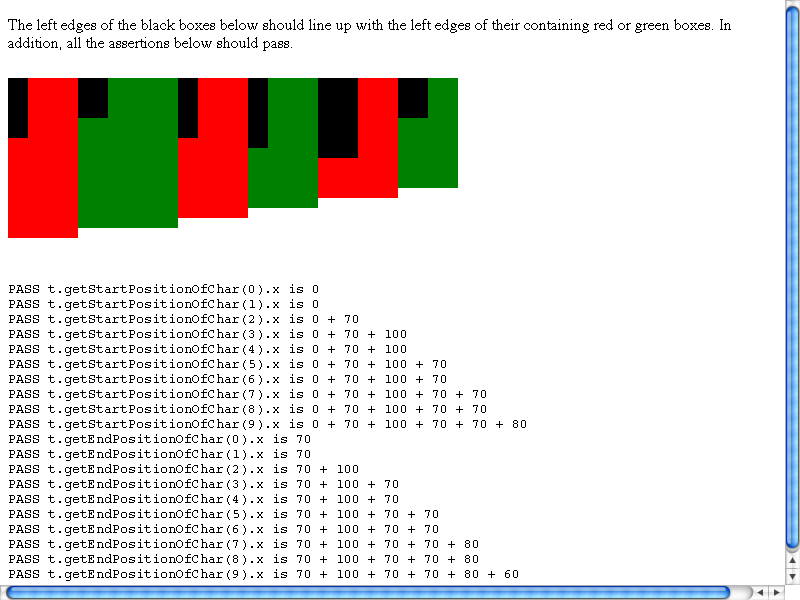 The left edges of the black boxes below should line up with the left edges of their containing red or green boxes. In
addition, all the assertions below should pass.
PASS t.getStartPositionOfChar(0).x is 0
PASS t.getStartPositionOfChar(1).x is 0
PASS t.getStartPositionOfChar(2).x is 0 + 70
PASS t.getStartPositionOfChar(3).x is 0 + 70 + 100
PASS t.getStartPositionOfChar(4).x is 0 + 70 + 100
PASS t.getStartPositionOfChar(5).x is 0 + 70 + 100 + 70
PASS t.getStartPositionOfChar(6).x is 0 + 70 + 100 + 70
PASS t.getStartPositionOfChar(7).x is 0 + 70 + 100 + 70 + 70
PASS t.getStartPositionOfChar(8).x is 0 + 70 + 100 + 70 + 70
PASS t.getStartPositionOfChar(9).x is 0 + 70 + 100 + 70 + 70 + 80
PASS t.getEndPositionOfChar(0).x is 70
PASS t.getEndPositionOfChar(1).x is 70
PASS t.getEndPositionOfChar(2).x is 70 + 100
PASS t.getEndPositionOfChar(3).x is 70 + 100 + 70
PASS t.getEndPositionOfChar(4).x is 70 + 100 + 70
PASS t.getEndPositionOfChar(5).x is 70 + 100 + 70 + 70
PASS t.getEndPositionOfChar(6).x is 70 + 100 + 70 + 70
PASS t.getEndPositionOfChar(7).x is 70 + 100 + 70 + 70 + 80
PASS t.getEndPositionOfChar(8).x is 70 + 100 + 70 + 70 + 80
PASS t.getEndPositionOfChar(9).x is 70 + 100 + 70 + 70 + 80 + 60